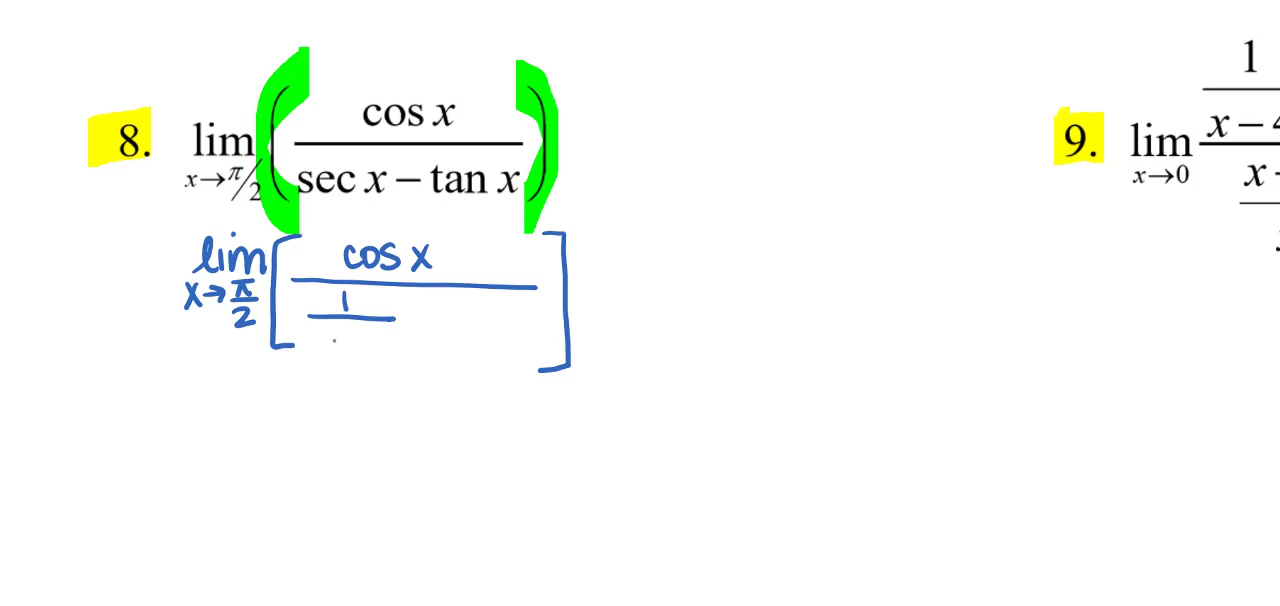 8. lim x→π/2 ( cos x / sec x − tan x )
lim x→π/2 [ cos x / 1 ]
9. lim x→0 1 / x − / x